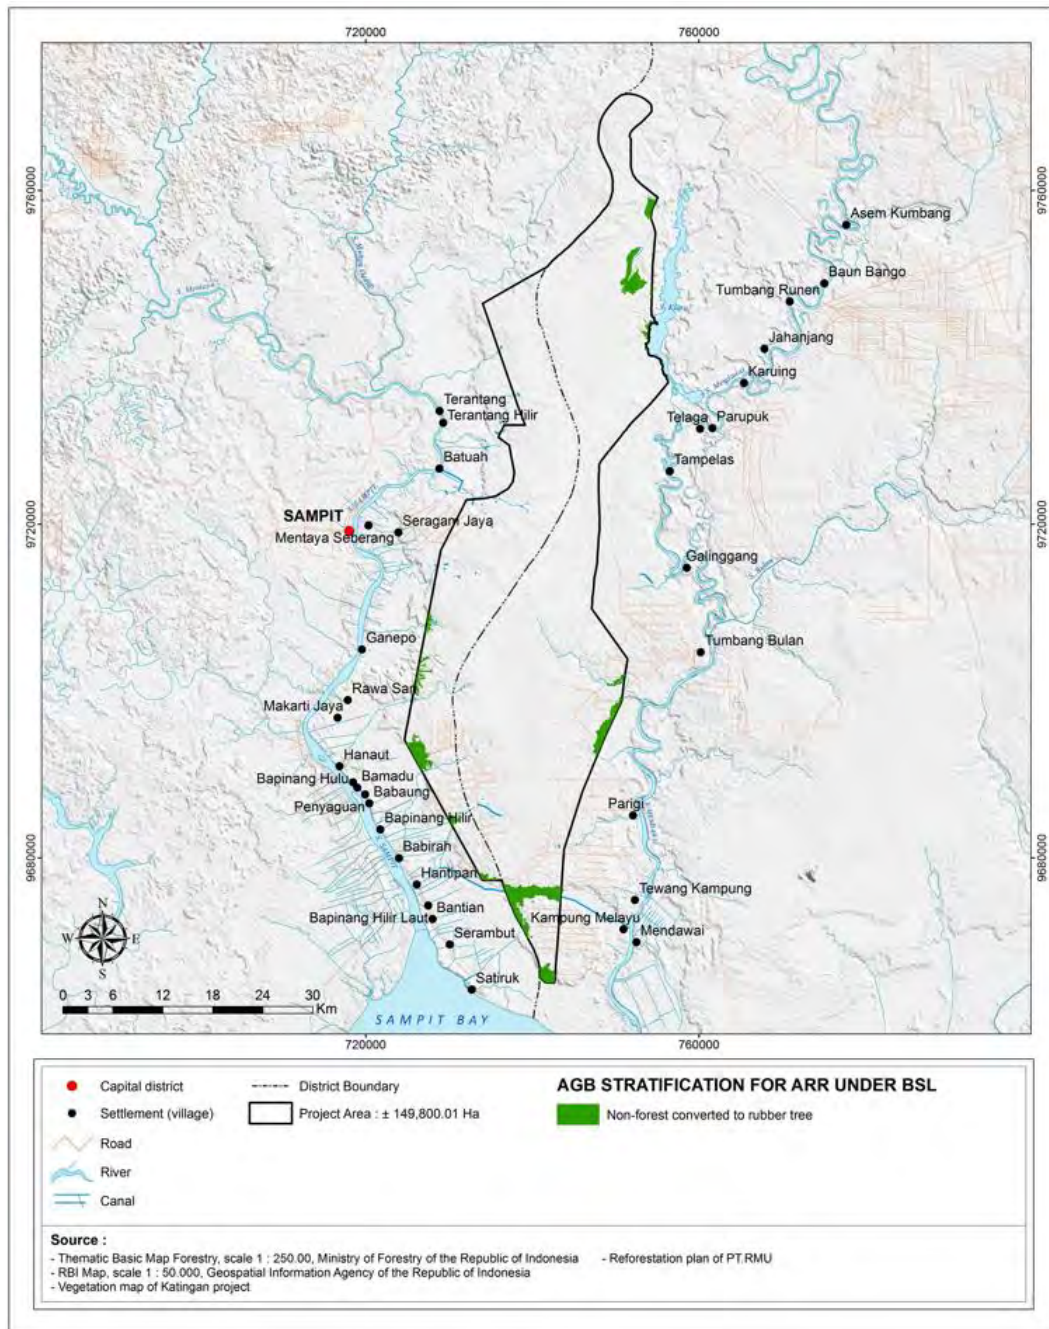 720000
760000
9760000
9760000
Asem Kumbang
Baun Bango
Tumbang Runen
S. Mentaya
Jahanjang
Karuing
Terantang
Terantang Hilir
Telaga
Parupuk
Batuah
Tampelas
SAMPIT
Seragam Jaya
Mentaya Seberang
9720000
9720000
Galinggang
Ganepo
Tumbang Bulan
Rawa Sari
Makarti Jaya
Hanaut
Bapinang Hulu
Bamadu
Babaung
Penyaguan
Parigi
Bapinang Hilir
S. SAMPIT
Babirah
9680000
9680000
Hantipan
Tewang Kampung
Bantian
Bapinang Hilir Laut
Kampung Melayu
Mendawai
Serambut
Satiruk
N
W
E
S
0 3 6 12 18 24 30
Km
SAMPIT BAY
720000
760000
Capital district
Settlement (village)
Road
River
Canal
District Boundary
Project Area : ± 149,800.01 Ha
AGB STRATIFICATION FOR ARR UNDER BSL
Non-forest converted to rubber tree
Source :
- Thematic Basic Map Forestry, scale 1 : 250.00, Ministry of Forestry of the Republic of Indonesia
- Reforestation plan of PT.RMU
- RBI Map, scale 1 : 50.000, Geospatial Information Agency of the Republic of Indonesia
- Vegetation map of Katingan project